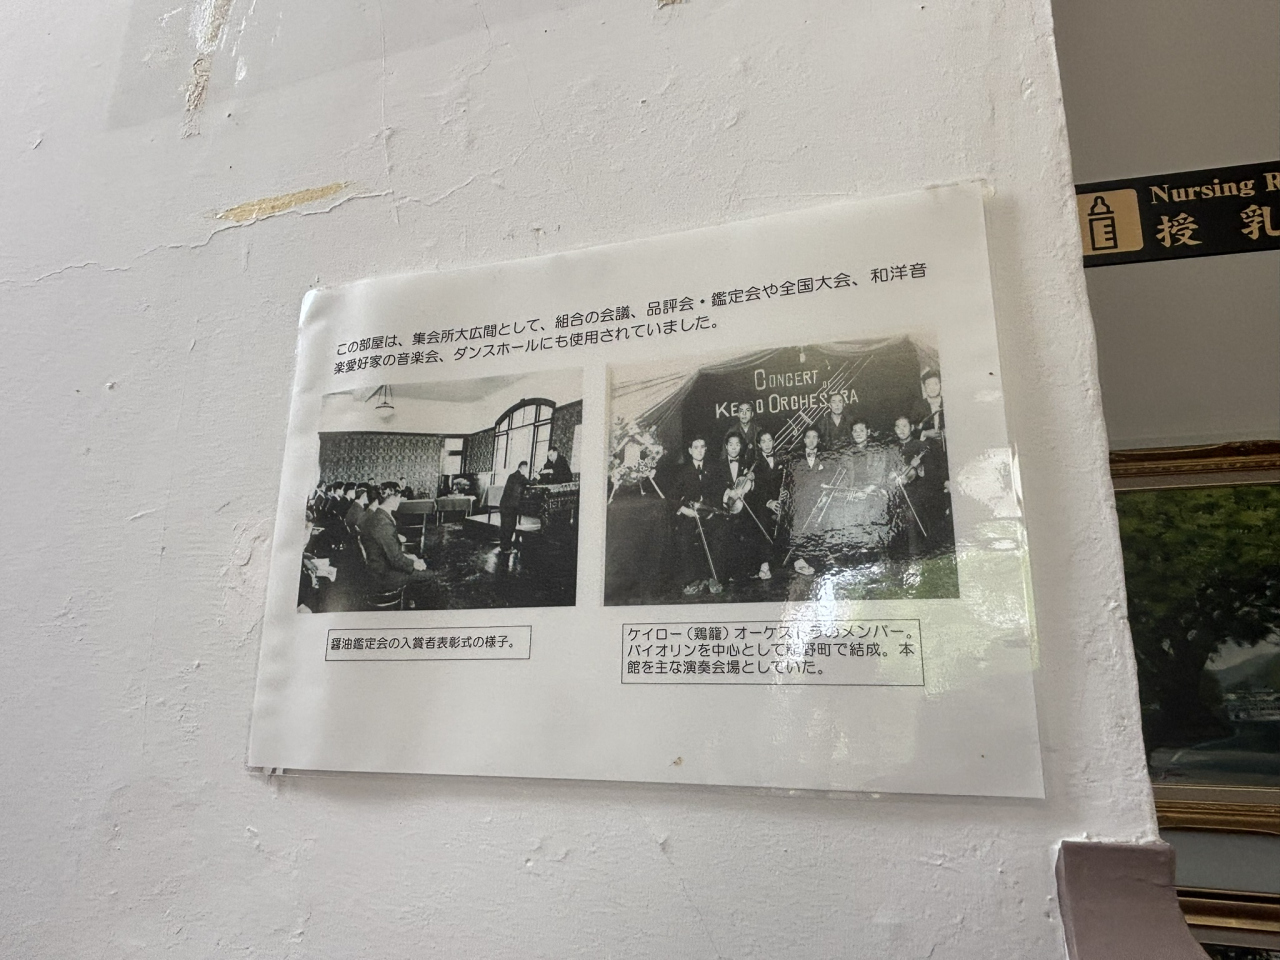 この部屋は、集会所大広間として、組合の会議、品評会・鑑定会や全国大会、和洋音
楽愛好家の音楽会、ダンスホールにも使用されていました。
CONCERT OF
ORCHESTRA
醤油鑑定会の入賞者表彰式の様子。
ケイロー（鶏籠）オーケストラのメンバー。
バイオリンを中心として野町で結成。本
館を主な演奏会場としていた。
Nursing R
授乳